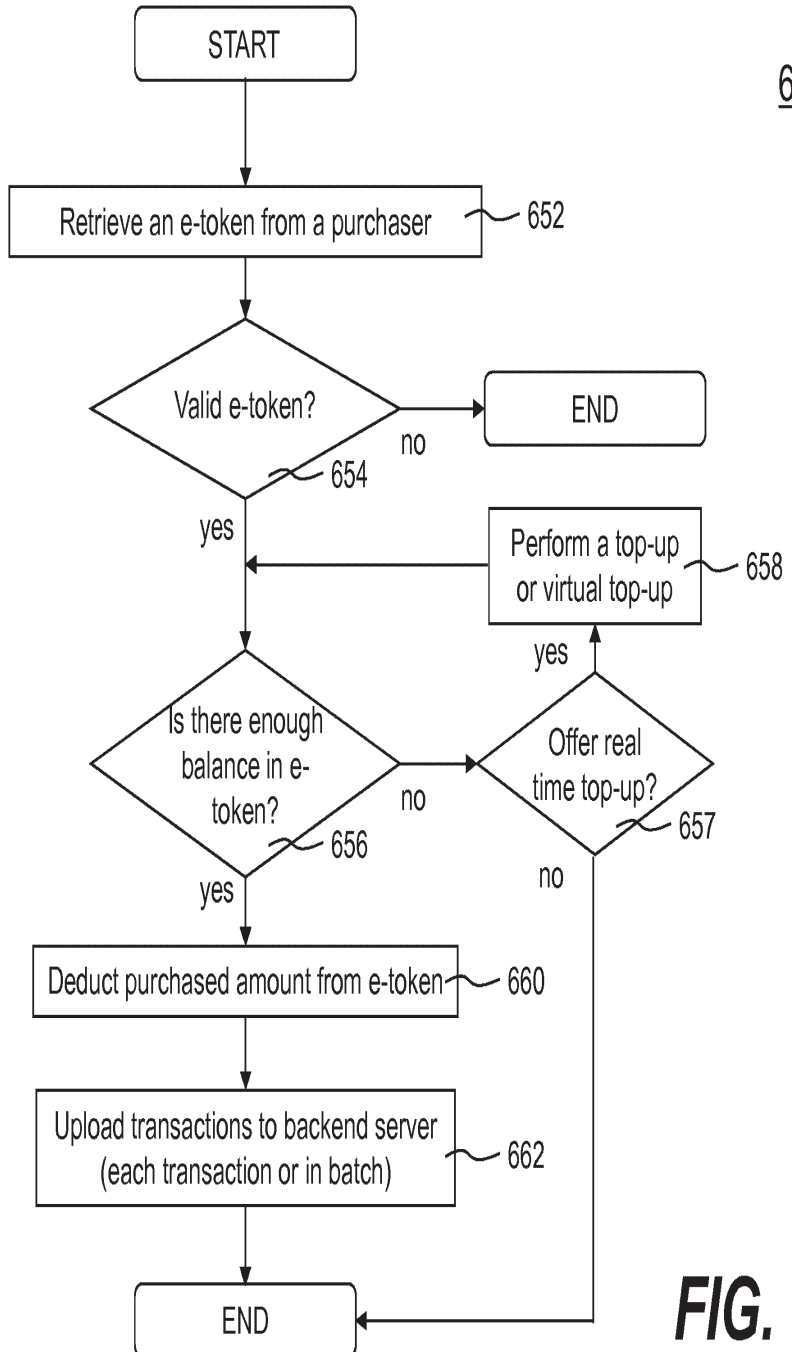 START
6
Retrieve an e-token from a purchaser
652
Valid e-token?
no
END
654
yes
Perform a top-up
or virtual top-up
658
yes
Is there enough
balance in e-
token?
no
656
Offer real
time top-up?
657
yes
no
Deduct purchased amount from e-token
660
Upload transactions to backend server
(each transaction or in batch)
662
END
FIG.